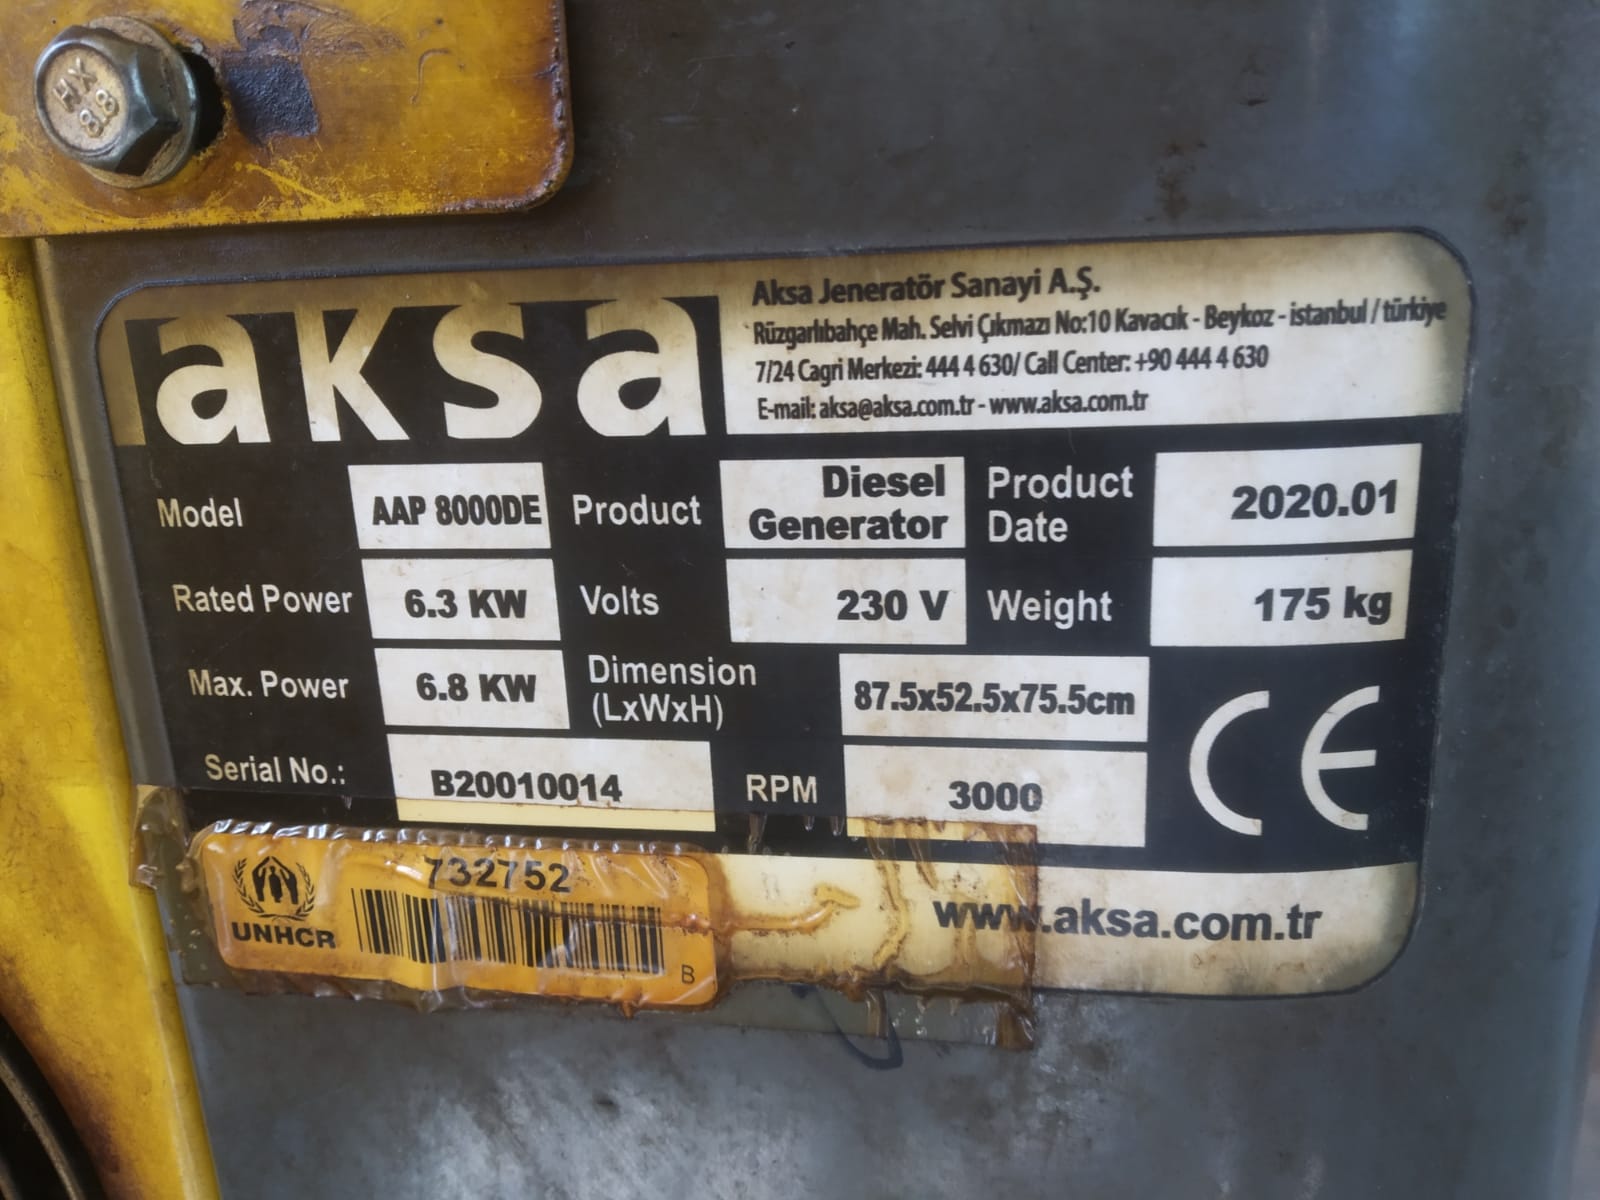 HX
8.8
aksa
Aksa Jeneratör Sanayi A.Ş.
Rüzgarlıbahçe Mah. Selvi Çıkmazı No:10 Kavacık - Beykoz - istanbul / türkiye
7/24 Cagri Merkezi: 444 4 630/ Call Center: +90 444 4 630
E-mail: aksa@aksa.com.tr - www.aksa.com.tr
Model AAP 8000DE Product Diesel Generator Product Date 2020.01
Rated Power 6.3 KW Volts 230 V Weight 175 kg
Max. Power 6.8 KW Dimension (LxWxH) 87.5x52.5x75.5cm
Serial No.: B20010014 RPM 3000 CE
732752
UNHCR
B
www.aksa.com.tr